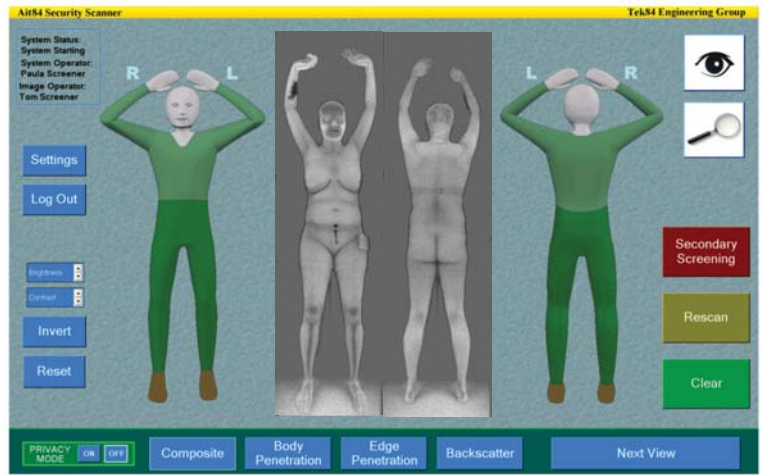 Ait84 Security Scanner
Tek84 Engineering Group
System Status:
System Starting
System Operator:
Paula Screener
Image Operator:
Tom Screener
R
L
L
R
Settings
Log Out
Brightness
Contrast
Invert
Reset
Secondary
Screening
Rescan
Clear
PRIVACY
MODE
ON
OFF
Composite
Body
Penetration
Edge
Penetration
Backscatter
Next View